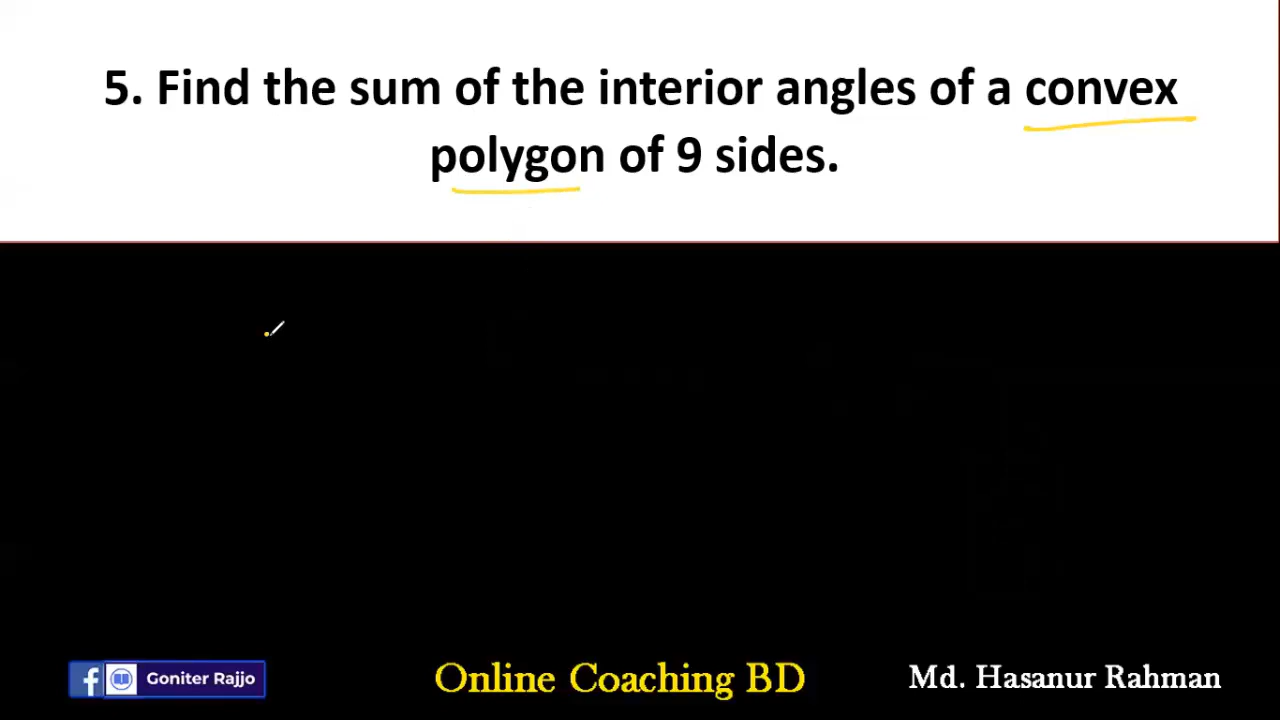 5. Find the sum of the interior angles of a convex
polygon of 9 sides.
f Goniter Rajjo
Online Coaching BD
Md. Hasanur Rahman